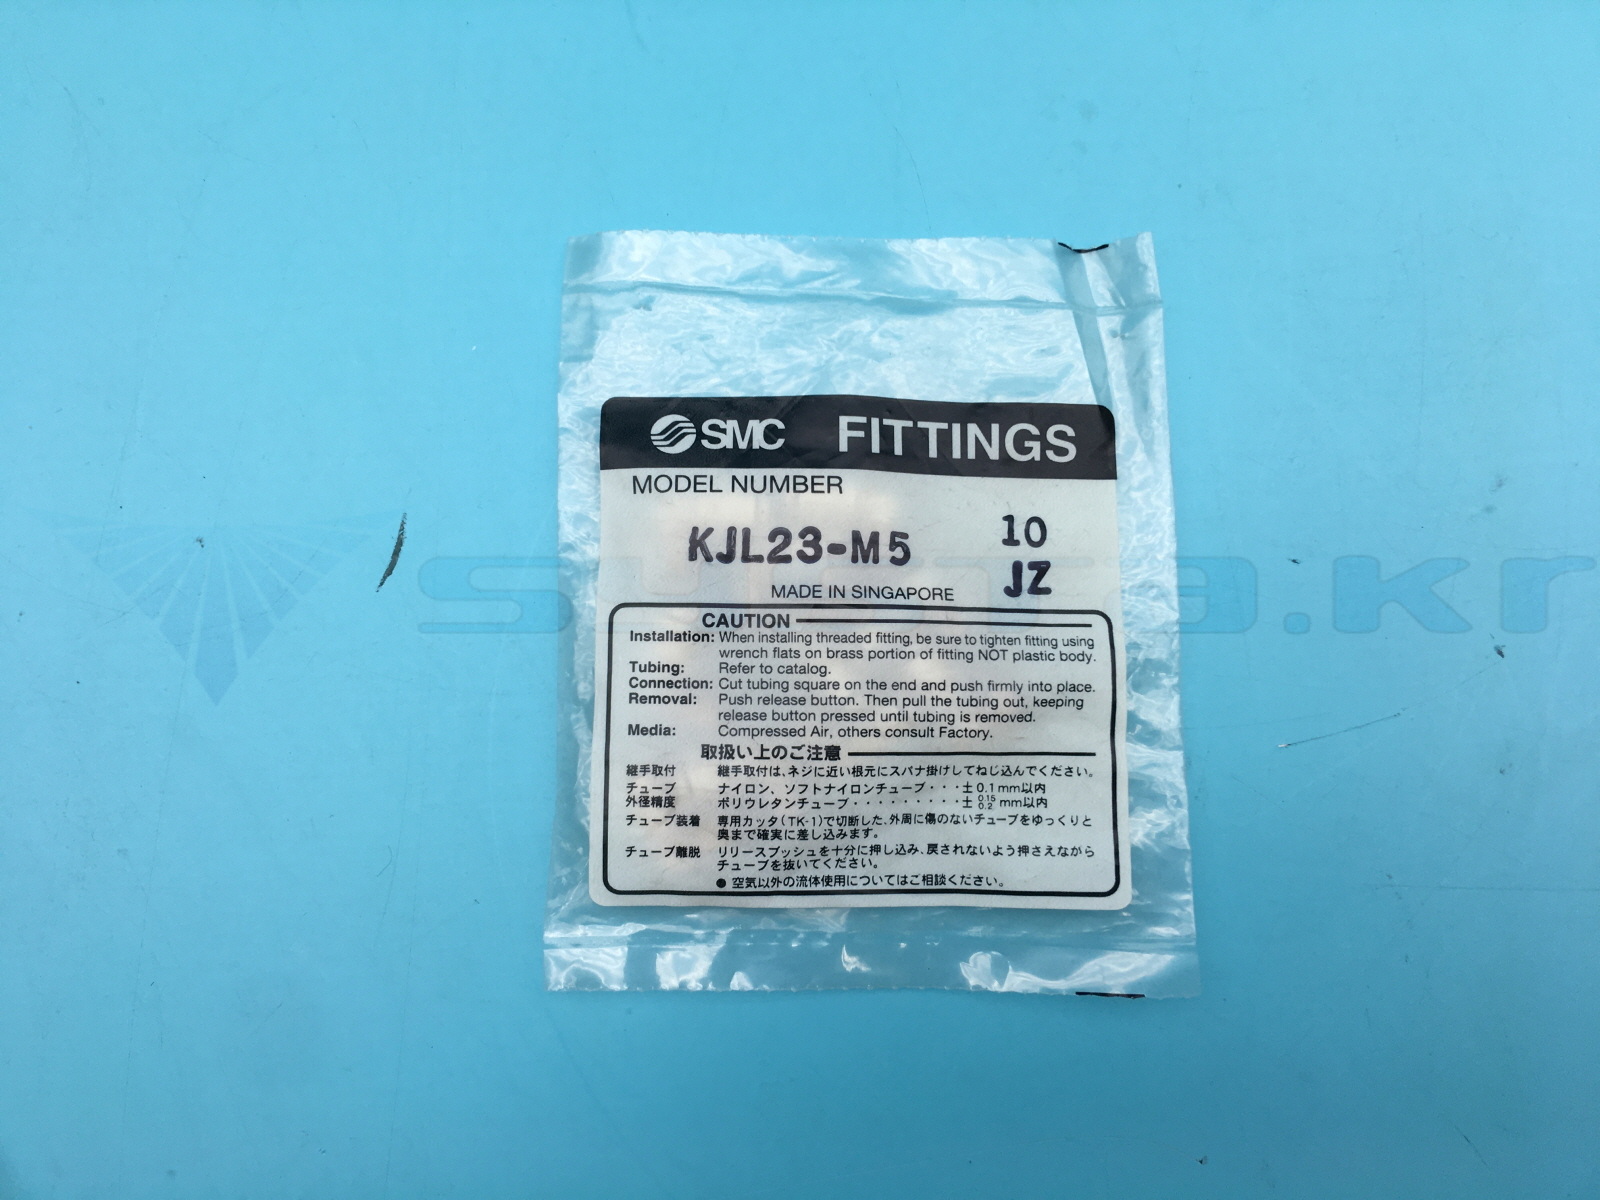 SMC FITTINGS
MODEL NUMBER
KJL23-M5 10
JZ
MADE IN SINGAPORE
CAUTION
Installation: When installing threaded fitting, be sure to tighten fitting using
wrench flats on brass portion of fitting NOT plastic body.
Tubing: Refer to catalog.
Connection: Cut tubing square on the end and push firmly into place.
Removal: Push release button. Then pull the tubing out, keeping
release button pressed until tubing is removed.
Media: Compressed Air, others consult Factory.
取扱い上のご注意
継手取付 継手取付は、ネジに近い根元にスパナ掛けしてねじ込んでください。
チューブ ナイロン、ソフトナイロンチューブ・・・± 0.1 mm以内
外径精度 ポリウレタンチューブ・・・・・・・・・± 0.15 0.2 mm以内
チューブ装着 専用カッタ(TK-1)で切断した、外周に傷のないチューブをゆっくりと
奥まで確実に差し込みます。
チューブ離脱 リリースブッシュを十分に押し込み、戻されないよう押さえながら
チューブを抜いてください。
● 空気以外の流体使用についてはご相談ください。